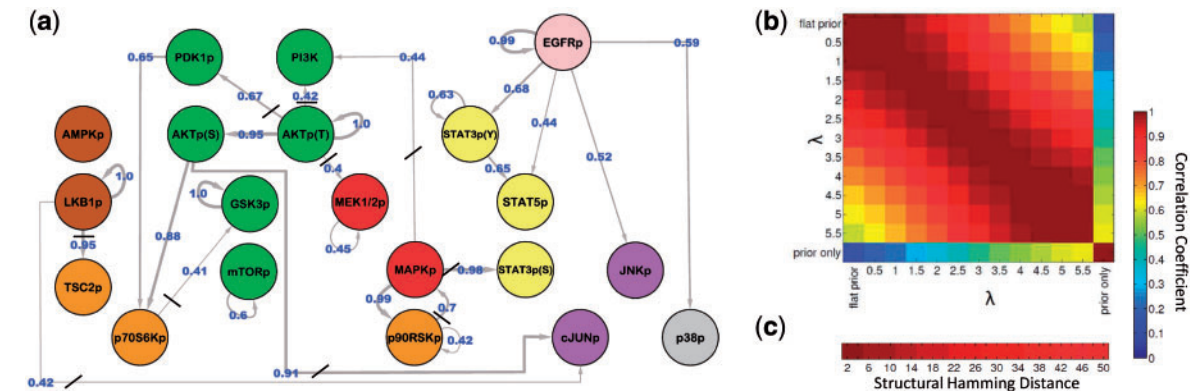 (a)
0.65
PDK1p
PI3K
0.44
0.99
EGFRp
0.59
0.67
0.42
0.63
0.68
AMPKp
AKTp(S)
0.95
AKTp(T)
1.0
STAT3p(Y)
0.44
0.4
0.65
0.52
LKB1p
1.0
1.0
GSK3p
MEK1/2p
STAT5p
0.95
0.88
0.45
TSC2p
0.41
mTORp
MAPKp
0.98
STAT3p(S)
JNKp
0.99
0.7
0.6
p70S6Kp
p90RSKp
0.42
cJUNp
p38p
0.42
0.91
(b)
flat prior
0.5
1
1.5
2
2.5
3
3.5
4
4.5
5
5.5
prior only
λ
flat prior
0.5
1
1.5
2
2.5
3
3.5
4
4.5
5
5.5
prior only
λ
1
0.9
0.8
0.7
0.6
0.5
0.4
0.3
0.2
0.1
0
Correlation Coefficient
(c)
2 6 10 14 18 22 26 30 34 38 42 46 50
Structural Hamming Distance